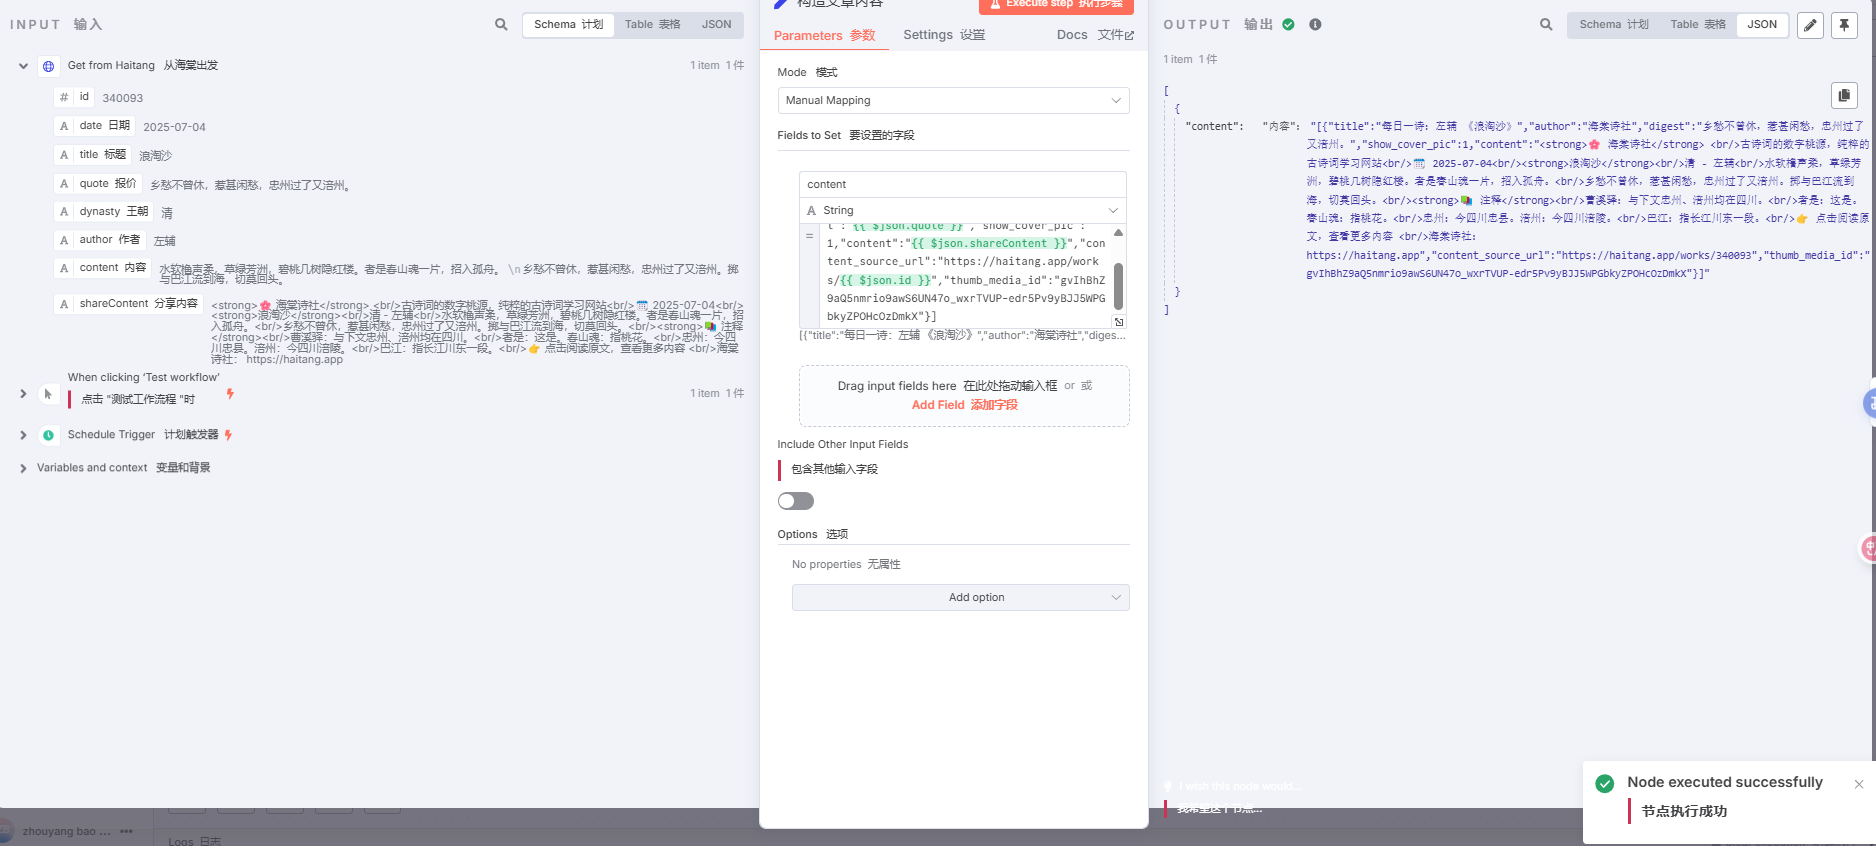 INPUT 输入
Schema 计划
Table 表格
JSON
Get from Haitang 从海棠出发
1 item 1 件
# id 340093
A date 日期 2025-07-04
A title 标题 浪淘沙
A quote 报价 乡愁不曾休，惹甚闲愁，忠州过了又涪州。
A dynasty 王朝 清
A author 作者 左辅
A content 内容 水软橹声柔，草绿芳洲，碧桃几树隐红楼。者是春山魂一片，招入孤舟。 \n 乡愁不曾休，惹甚闲愁，忠州过了又涪州。掷
与巴江流到海，切莫回头。
A shareContent 分享内容 <strong>🌸 海棠诗社</strong> <br/>古诗词的数字桃源，纯粹的古诗词学习网站<br/>🗓️ 2025-07-04<br/>
<strong>浪淘沙</strong><br/>清 - 左辅<br/>水软橹声柔，草绿芳洲，碧桃几树隐红楼。者是春山魂一片，招
入孤舟。<br/>乡愁不曾休，惹甚闲愁，忠州过了又涪州。掷与巴江流到海，切莫回头。<br/><strong>📚 注释
</strong><br/>曹溪驿：与下文忠州、涪州均在四川。<br/>者是：这是。春山魂：指桃花。<br/>忠州：今四
川忠县。涪州：今四川涪陵。<br/>巴江：指长江川东一段。<br/>👉 点击阅读原文，查看更多内容 <br/>海棠
诗社： https://haitang.app
When clicking ‘Test workflow’
点击 "测试工作流程 "时
1 item 1 件
Schedule Trigger 计划触发器
Variables and context 变量和背景
zhouyang bao ... •••
Logs 日志
构造文章内容
Execute step 执行步骤
Parameters 参数
Settings 设置
Docs 文件
Mode 模式
Manual Mapping
Fields to Set 要设置的字段
content
A String
=
t":"{{ $json.quote }}","show_cover_pic":
1,"content":"{{ $json.shareContent }}","con
tent_source_url":"https://haitang.app/work
s/{{ $json.id }}","thumb_media_id":"gvIhBhZ
9aQ5nmrio9awS6UN47o_wxrTVUP-edr5Pv9yBJJ5WPG
bkyZPOHcOzDmkX"}]
[{"title":"每日一诗：左辅 《浪淘沙》","author":"海棠诗社","diges...
Drag input fields here 在此处拖动输入框 or 或
Add Field 添加字段
Include Other Input Fields
包含其他输入字段
Options 选项
No properties 无属性
Add option
OUTPUT 输出
Schema 计划
Table 表格
JSON
1 item 1 件
[
{
"content": "内容": "[{"title":"每日一诗：左辅 《浪淘沙》","author":"海棠诗社","digest":"乡愁不曾休，惹甚闲愁，忠州过了
又涪州。","show_cover_pic":1,"content":"<strong>🌸 海棠诗社</strong> <br/>古诗词的数字桃源，纯粹的
古诗词学习网站<br/>🗓️ 2025-07-04<br/><strong>浪淘沙</strong><br/>清 - 左辅<br/>水软橹声柔，草绿芳
洲，碧桃几树隐红楼。者是春山魂一片，招入孤舟。<br/>乡愁不曾休，惹甚闲愁，忠州过了又涪州。掷与巴江流到
海，切莫回头。<br/><strong>📚 注释</strong><br/>曹溪驿：与下文忠州、涪州均在四川。<br/>者是：这是。
春山魂：指桃花。<br/>忠州：今四川忠县。涪州：今四川涪陵。<br/>巴江：指长江川东一段。<br/>👉 点击阅读原
文，查看更多内容 <br/>海棠诗社：
https://haitang.app","content_source_url":"https://haitang.app/works/340093","thumb_media_id":"
gvIhBhZ9aQ5nmrio9awS6UN47o_wxrTVUP-edr5Pv9yBJJ5WPGbkyZPOHcOzDmkX"}]"
}
]
I wish this node would...
我希望这个节点...
Node executed successfully
节点执行成功